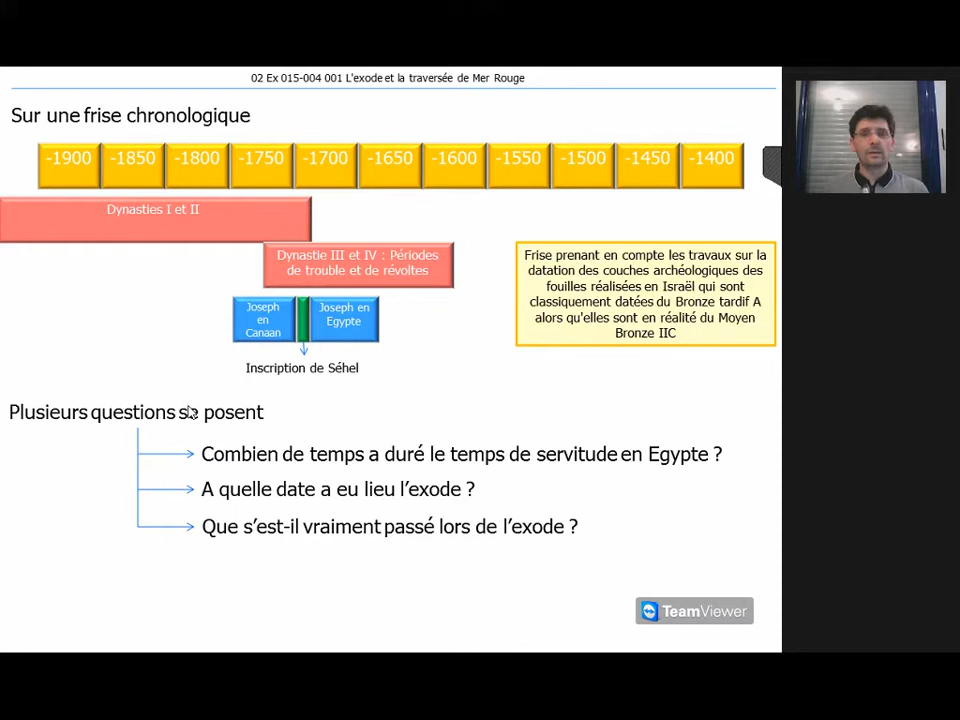 02 Ex 015-004 001 L'exode et la traversée de Mer Rouge
Sur une frise chronologique
-1900 -1850 -1800 -1750 -1700 -1650 -1600 -1550 -1500 -1450 -1400
Dynasties I et II
Dynastie III et IV : Périodes
de trouble et de révoltes
Joseph
en
Canaan
Joseph en
Egypte
Inscription de Séhel
Frise prenant en compte les travaux sur la
datation des couches archéologiques des
fouilles réalisées en Israël qui sont
classiquement datées du Bronze tardif A
alors qu'elles sont en réalité du Moyen
Bronze IIC
Plusieurs questions se posent
Combien de temps a duré le temps de servitude en Egypte ?
A quelle date a eu lieu l'exode ?
Que s'est-il vraiment passé lors de l'exode ?
TeamViewer